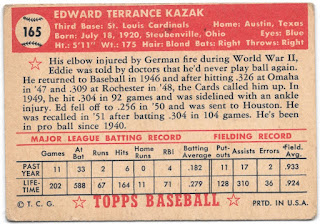 165
EDWARD TERRANCE KAZAK
Third Base: St. Louis Cardinals Home: Austin, Texas
Born: July 18, 1920, Steubenville, Ohio Eyes: Blue
Ht.: 5'11" Wt: 175 Hair: Blond Bats: Right Throws: Right
His elbow injured by German fire during World War II,
Eddie was told by doctors that he'd never play ball again.
He returned to Baseball in 1946 and after hitting .326 at Omaha
in '47 and .309 at Rochester in '48, the Cards called him up. In
1949, he hit .304 in 92 games and was sidelined with an ankle
injury. Ed fell off to .256 in '50 and was sent to Houston. He
was recalled in '51 after batting .304 in 104 games. He's been
in pro ball since 1940.
MAJOR LEAGUE BATTING RECORD FIELDING RECORD
Games At Bat Runs Hits H.R. RBI Batting Average Put-outs Assists Errors Field. Avge.
PAST YEAR 11 33 2 6 0 4 .182 7 21 2 .933
LIFE-TIME 202 588 67 164 11 71 .279 128 310 36 .924
© T. C. G. TOPPS BASEBALL PRTD. IN U.S.A.